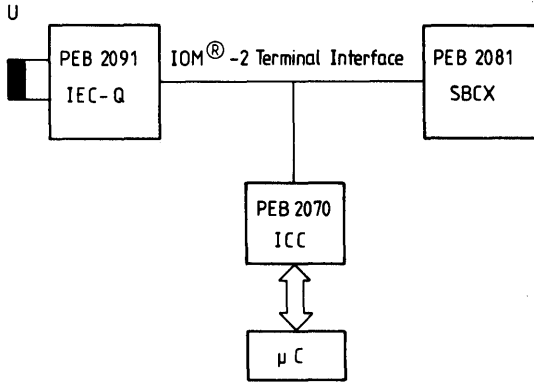 U
PEB 2091
IEC-Q
IOM® -2 Terminal Interface
PEB 2081
SBCX
PEB 2070
ICC
μC